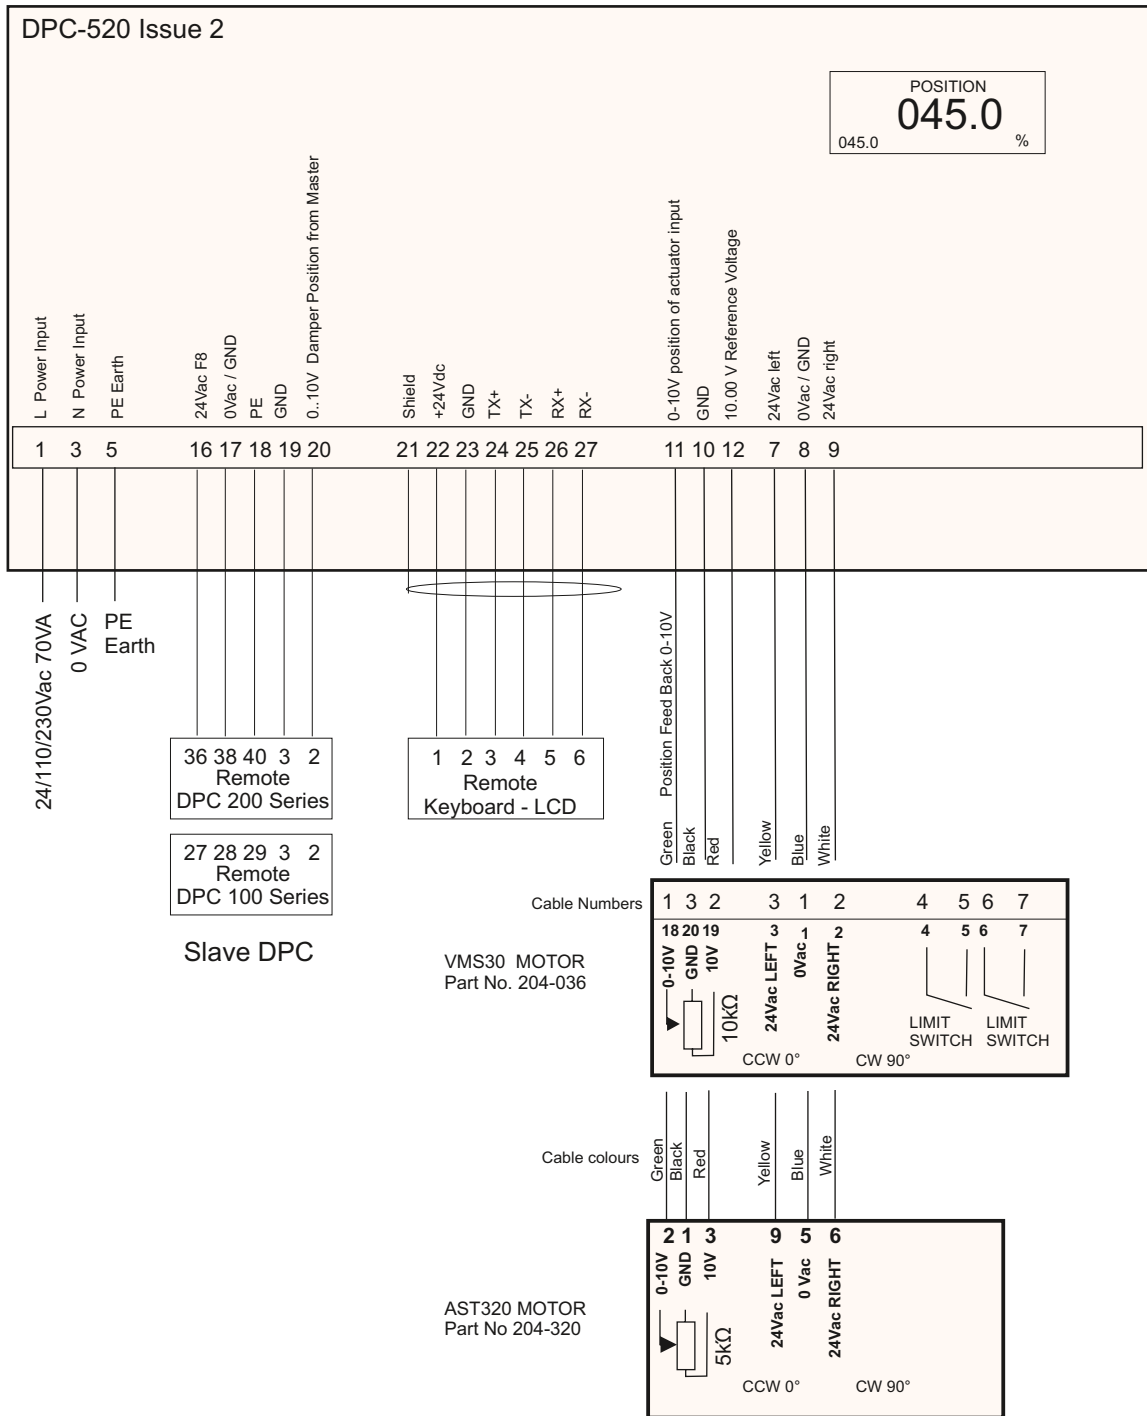 DPC-520 Issue 2
POSITION
045.0
045.0 %
L Power Input
N Power Input
PE Earth
24Vac F8
0Vac / GND
PE
GND
0..10V Damper Position from Master
Shield
+24Vdc
GND
TX+
TX-
RX+
RX-
0-10V position of actuator input
GND
10.00 V Reference Voltage
24Vac left
0Vac / GND
24Vac right
1 3 5 16 17 18 19 20 21 22 23 24 25 26 27 11 10 12 7 8 9
24/110/230Vac 70VA
0 VAC
PE
Earth
36 38 40 3 2
Remote
DPC 200 Series
27 28 29 3 2
Remote
DPC 100 Series
Slave DPC
1 2 3 4 5 6
Remote
Keyboard - LCD
Position Feed Back 0-10V
Green
Black
Red
Yellow
Blue
White
Cable Numbers
1 3 2 3 1 2 4 5 6 7
18 20 19 3 1 2 4 5 6 7
VMS30 MOTOR
Part No. 204-036
0-10V
GND
10V
10kΩ
24Vac LEFT
0Vac
24Vac RIGHT
LIMIT
SWITCH
LIMIT
SWITCH
CCW 0°
CW 90°
Cable colours
Green
Black
Red
Yellow
Blue
White
2 1 3 9 5 6
AST320 MOTOR
Part No 204-320
0-10V
GND
10V
5kΩ
24Vac LEFT
0 Vac
24Vac RIGHT
CCW 0°
CW 90°